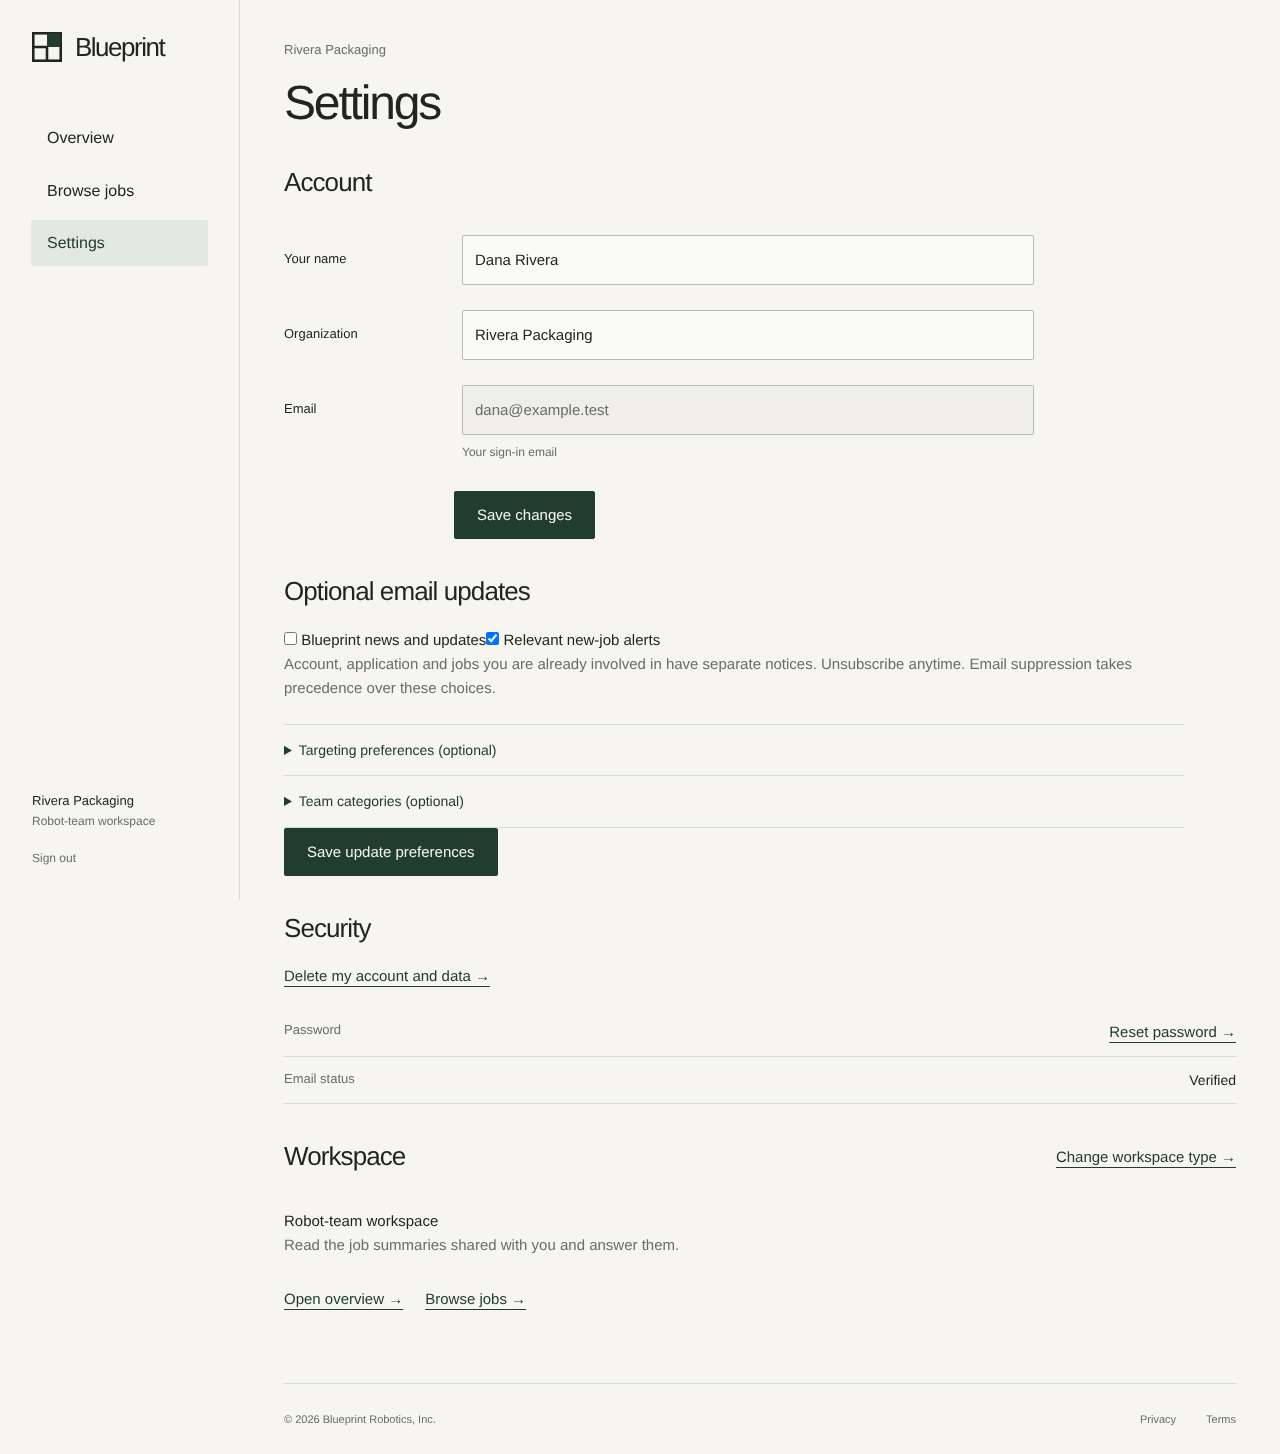 Blueprint
Overview
Browse jobs
Settings
Rivera Packaging
Robot-team workspace
Sign out
Rivera Packaging
Settings
Account
Your name
Dana Rivera
Organization
Rivera Packaging
Email
dana@example.test
Your sign-in email
Save changes
Optional email updates
Blueprint news and updates Relevant new-job alerts
Account, application and jobs you are already involved in have separate notices. Unsubscribe anytime. Email suppression takes
precedence over these choices.
Targeting preferences (optional)
Team categories (optional)
Save update preferences
Security
Delete my account and data →
Password
Reset password →
Email status
Verified
Workspace
Change workspace type →
Robot-team workspace
Read the job summaries shared with you and answer them.
Open overview → Browse jobs →
© 2026 Blueprint Robotics, Inc.
Privacy Terms